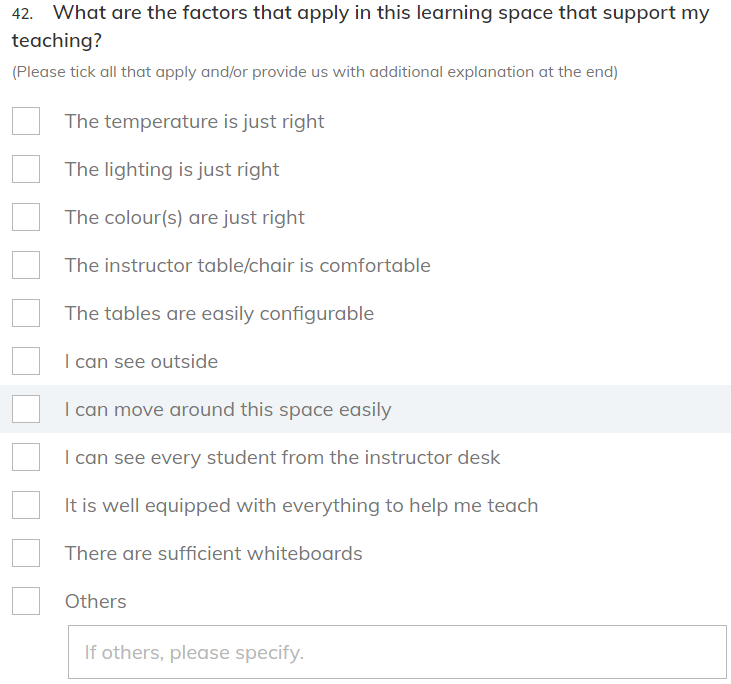 42. What are the factors that apply in this learning space that support my
teaching?
(Please tick all that apply and/or provide us with additional explanation at the end)
The temperature is just right
The lighting is just right
The colour(s) are just right
The instructor table/chair is comfortable
The tables are easily configurable
I can see outside
I can move around this space easily
I can see every student from the instructor desk
It is well equipped with everything to help me teach
There are sufficient whiteboards
Others
If others, please specify.